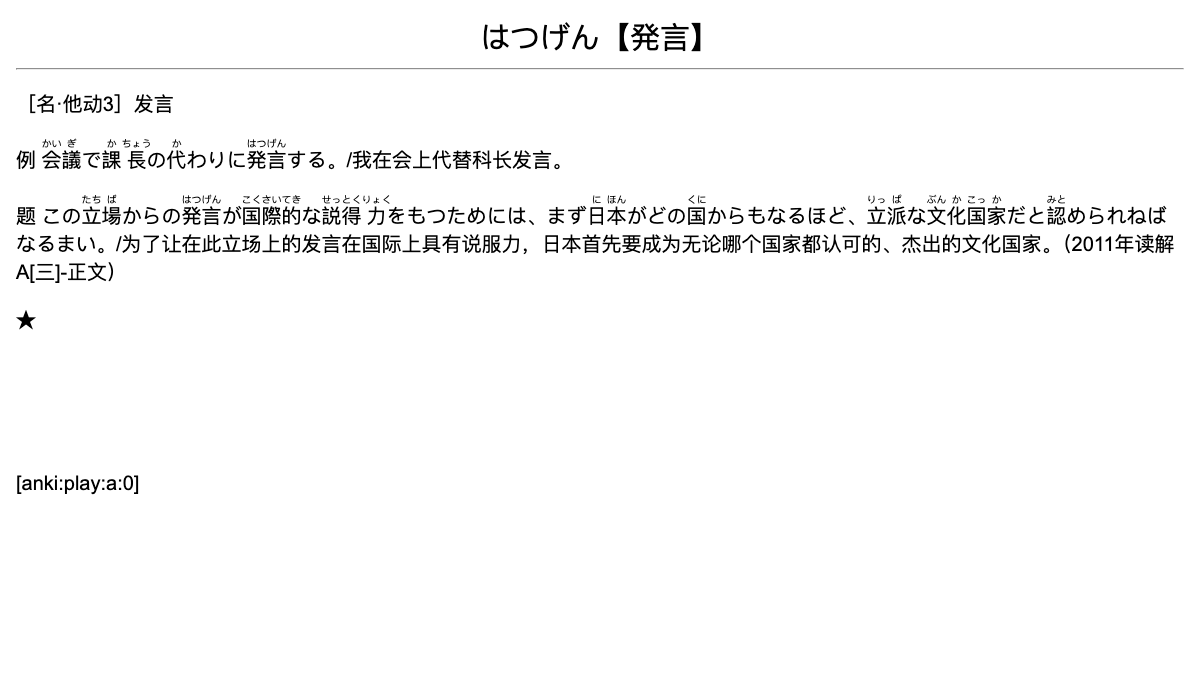 はつげん【発言】
［名·他动3］发言
例 会議で課長の代わりに発言する。/我在会上代替科长发言。
题 この立場からの発言が国際的な説得力をもつためには、まず日本がどの国からもなるほど、立派な文化国家だと認められねば
なるまい。/为了让在此立场上的发言在国际上具有说服力，日本首先要成为无论哪个国家都认可的、杰出的文化国家。（2011年读解
A[三]-正文）
★
[anki:play:a:0]